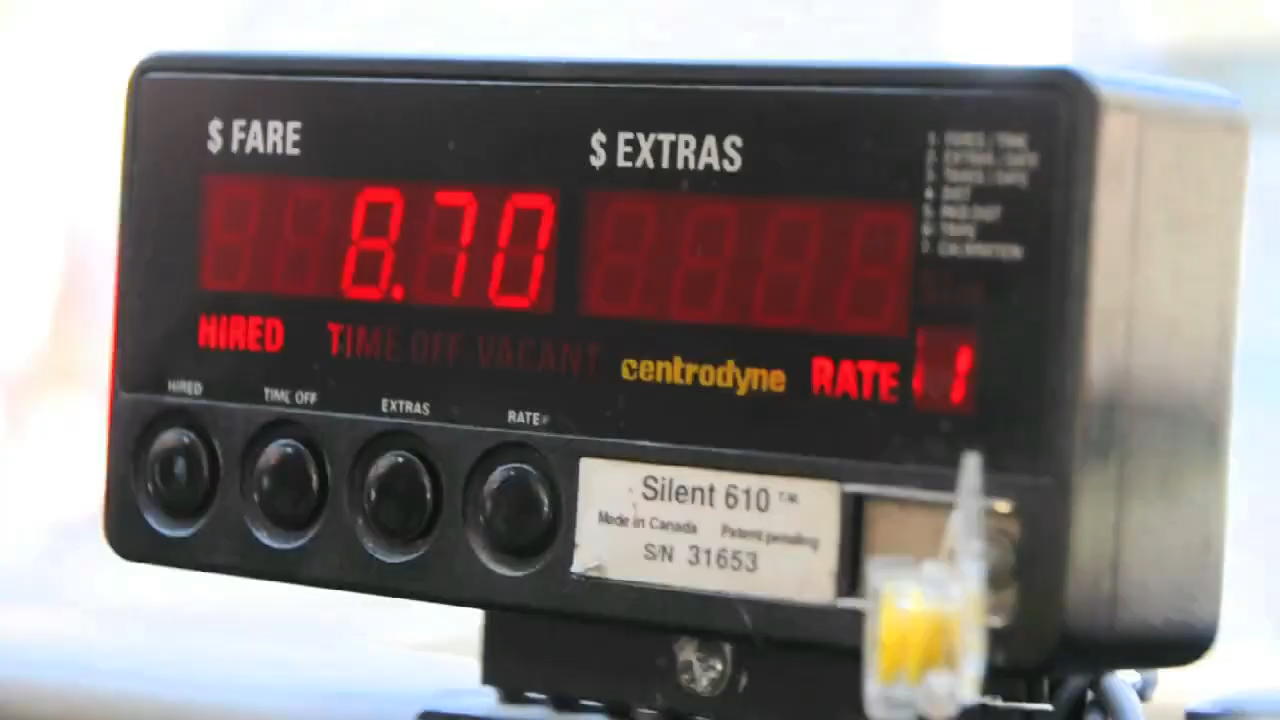 $ FARE
$ EXTRAS
8.70
HIRED
TIME OFF
VACANT
centrodyne
RATE
1
HIRED
TIME OFF
EXTRAS
RATE
Silent 610 T.M.
Made in Canada Patent pending
S/N 31653